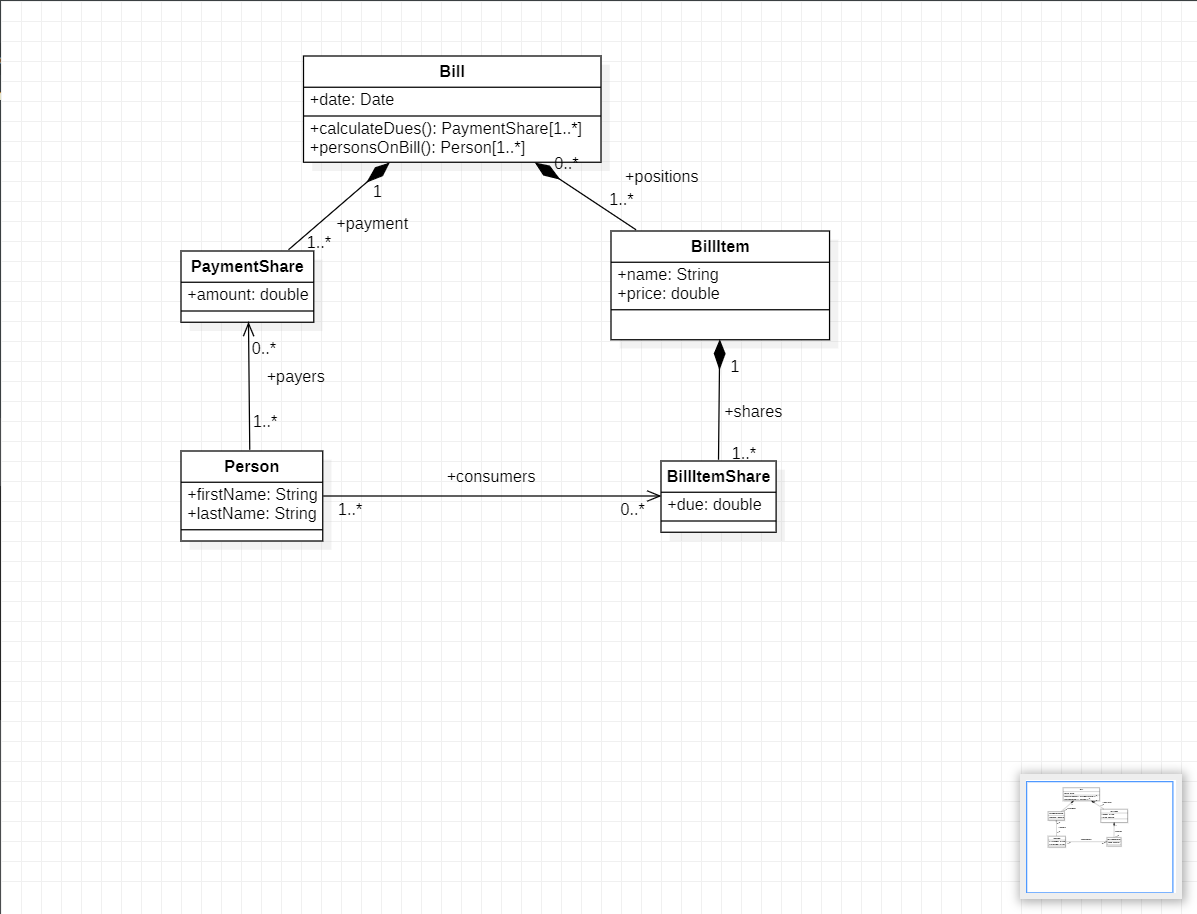 Bill
+date: Date
+calculateDues(): PaymentShare[1..*]
+personsOnBill(): Person[1..*]
0..*
+positions
1
1..*
+payment
1..*
BillItem
PaymentShare
+name: String
+amount: double
+price: double
0..*
1
+payers
+shares
1..*
1..*
Person
BillItemShare
+consumers
+firstName: String
+due: double
+lastName: String
1..*
0..*